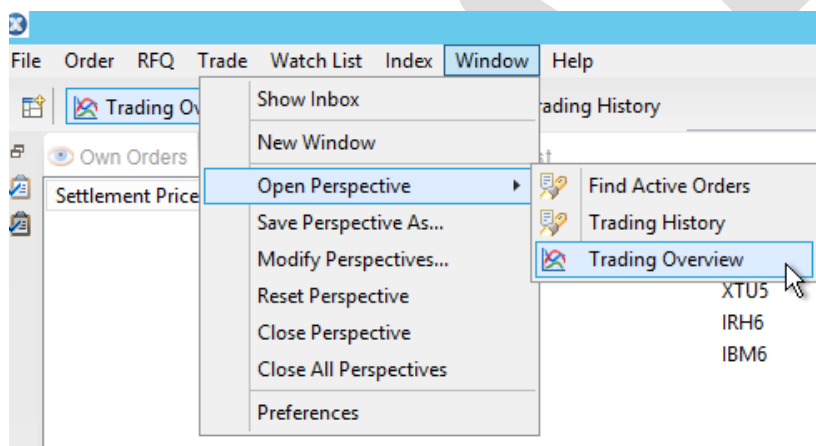 File Order RFQ Trade Watch List Index Window Help
Trading Ov
Show Inbox
rading History
New Window
Own Orders
st
Open Perspective
Find Active Orders
Settlement Price
Save Perspective As...
Trading History
Modify Perspectives...
Trading Overview
Reset Perspective
XTU5
Close Perspective
IRH6
Close All Perspectives
IBM6
Preferences